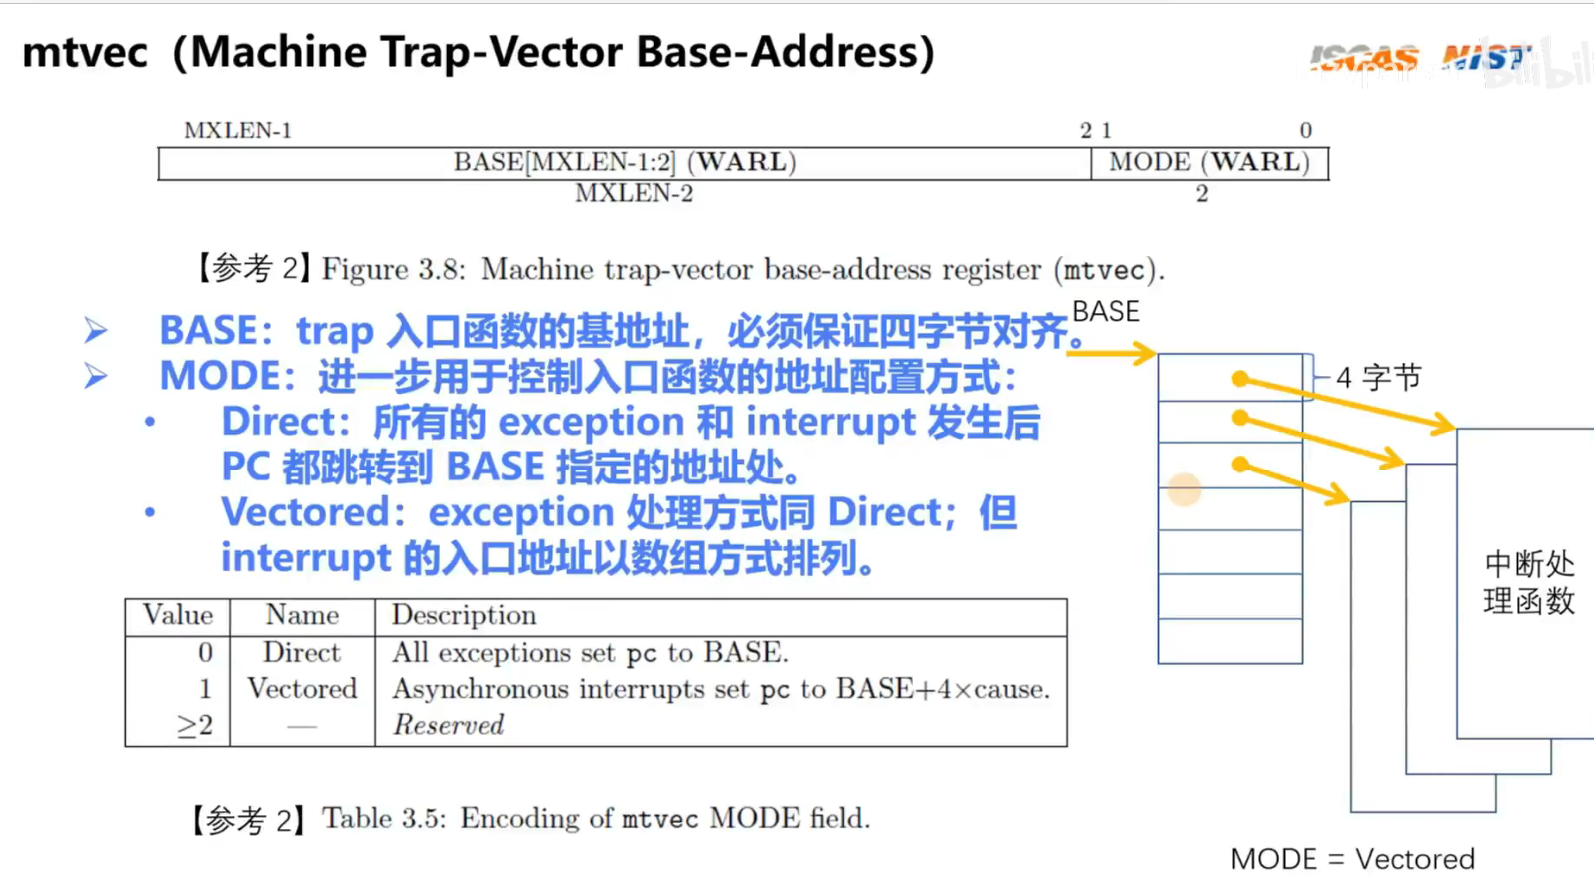 mtvec（Machine Trap-Vector Base-Address）
ISCAS MIST
bilibili
MXLEN-1 2 1 0
BASE[MXLEN-1:2] (WARL) MODE (WARL)
MXLEN-2 2
【参考 2】Figure 3.8: Machine trap-vector base-address register (mtvec).
➢ BASE：trap 入口函数的基地址，必须保证四字节对齐。
➢ MODE：进一步用于控制入口函数的地址配置方式：
• Direct：所有的 exception 和 interrupt 发生后
PC 都跳转到 BASE 指定的地址处。
• Vectored：exception 处理方式同 Direct；但
interrupt 的入口地址以数组方式排列。
Value Name Description
0 Direct All exceptions set pc to BASE.
1 Vectored Asynchronous interrupts set pc to BASE+4×cause.
≥2 — Reserved
【参考 2】Table 3.5: Encoding of mtvec MODE field.
BASE
4 字节
中断处
理函数
MODE = Vectored